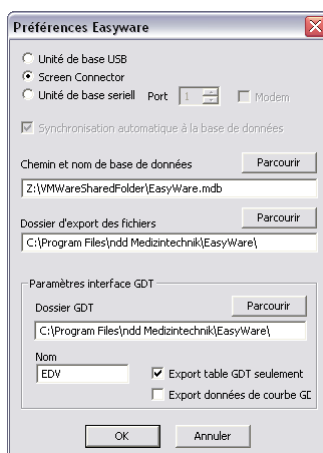 Préférences Easyware
Unité de base USB
Screen Connector
Unité de base seriell Port 1 Modem
Synchronisation automatique à la base de données
Chemin et nom de base de données Parcourir
Z:\VMWareSharedFolder\EasyWare.mdb
Dossier d'export des fichiers Parcourir
C:\Program Files\ndd Medizintechnik\EasyWare\
Paramètres interface GDT
Dossier GDT Parcourir
C:\Program Files\ndd Medizintechnik\EasyWare\
Nom
EDV Export table GDT seulement
Export données de courbe GD
OK Annuler